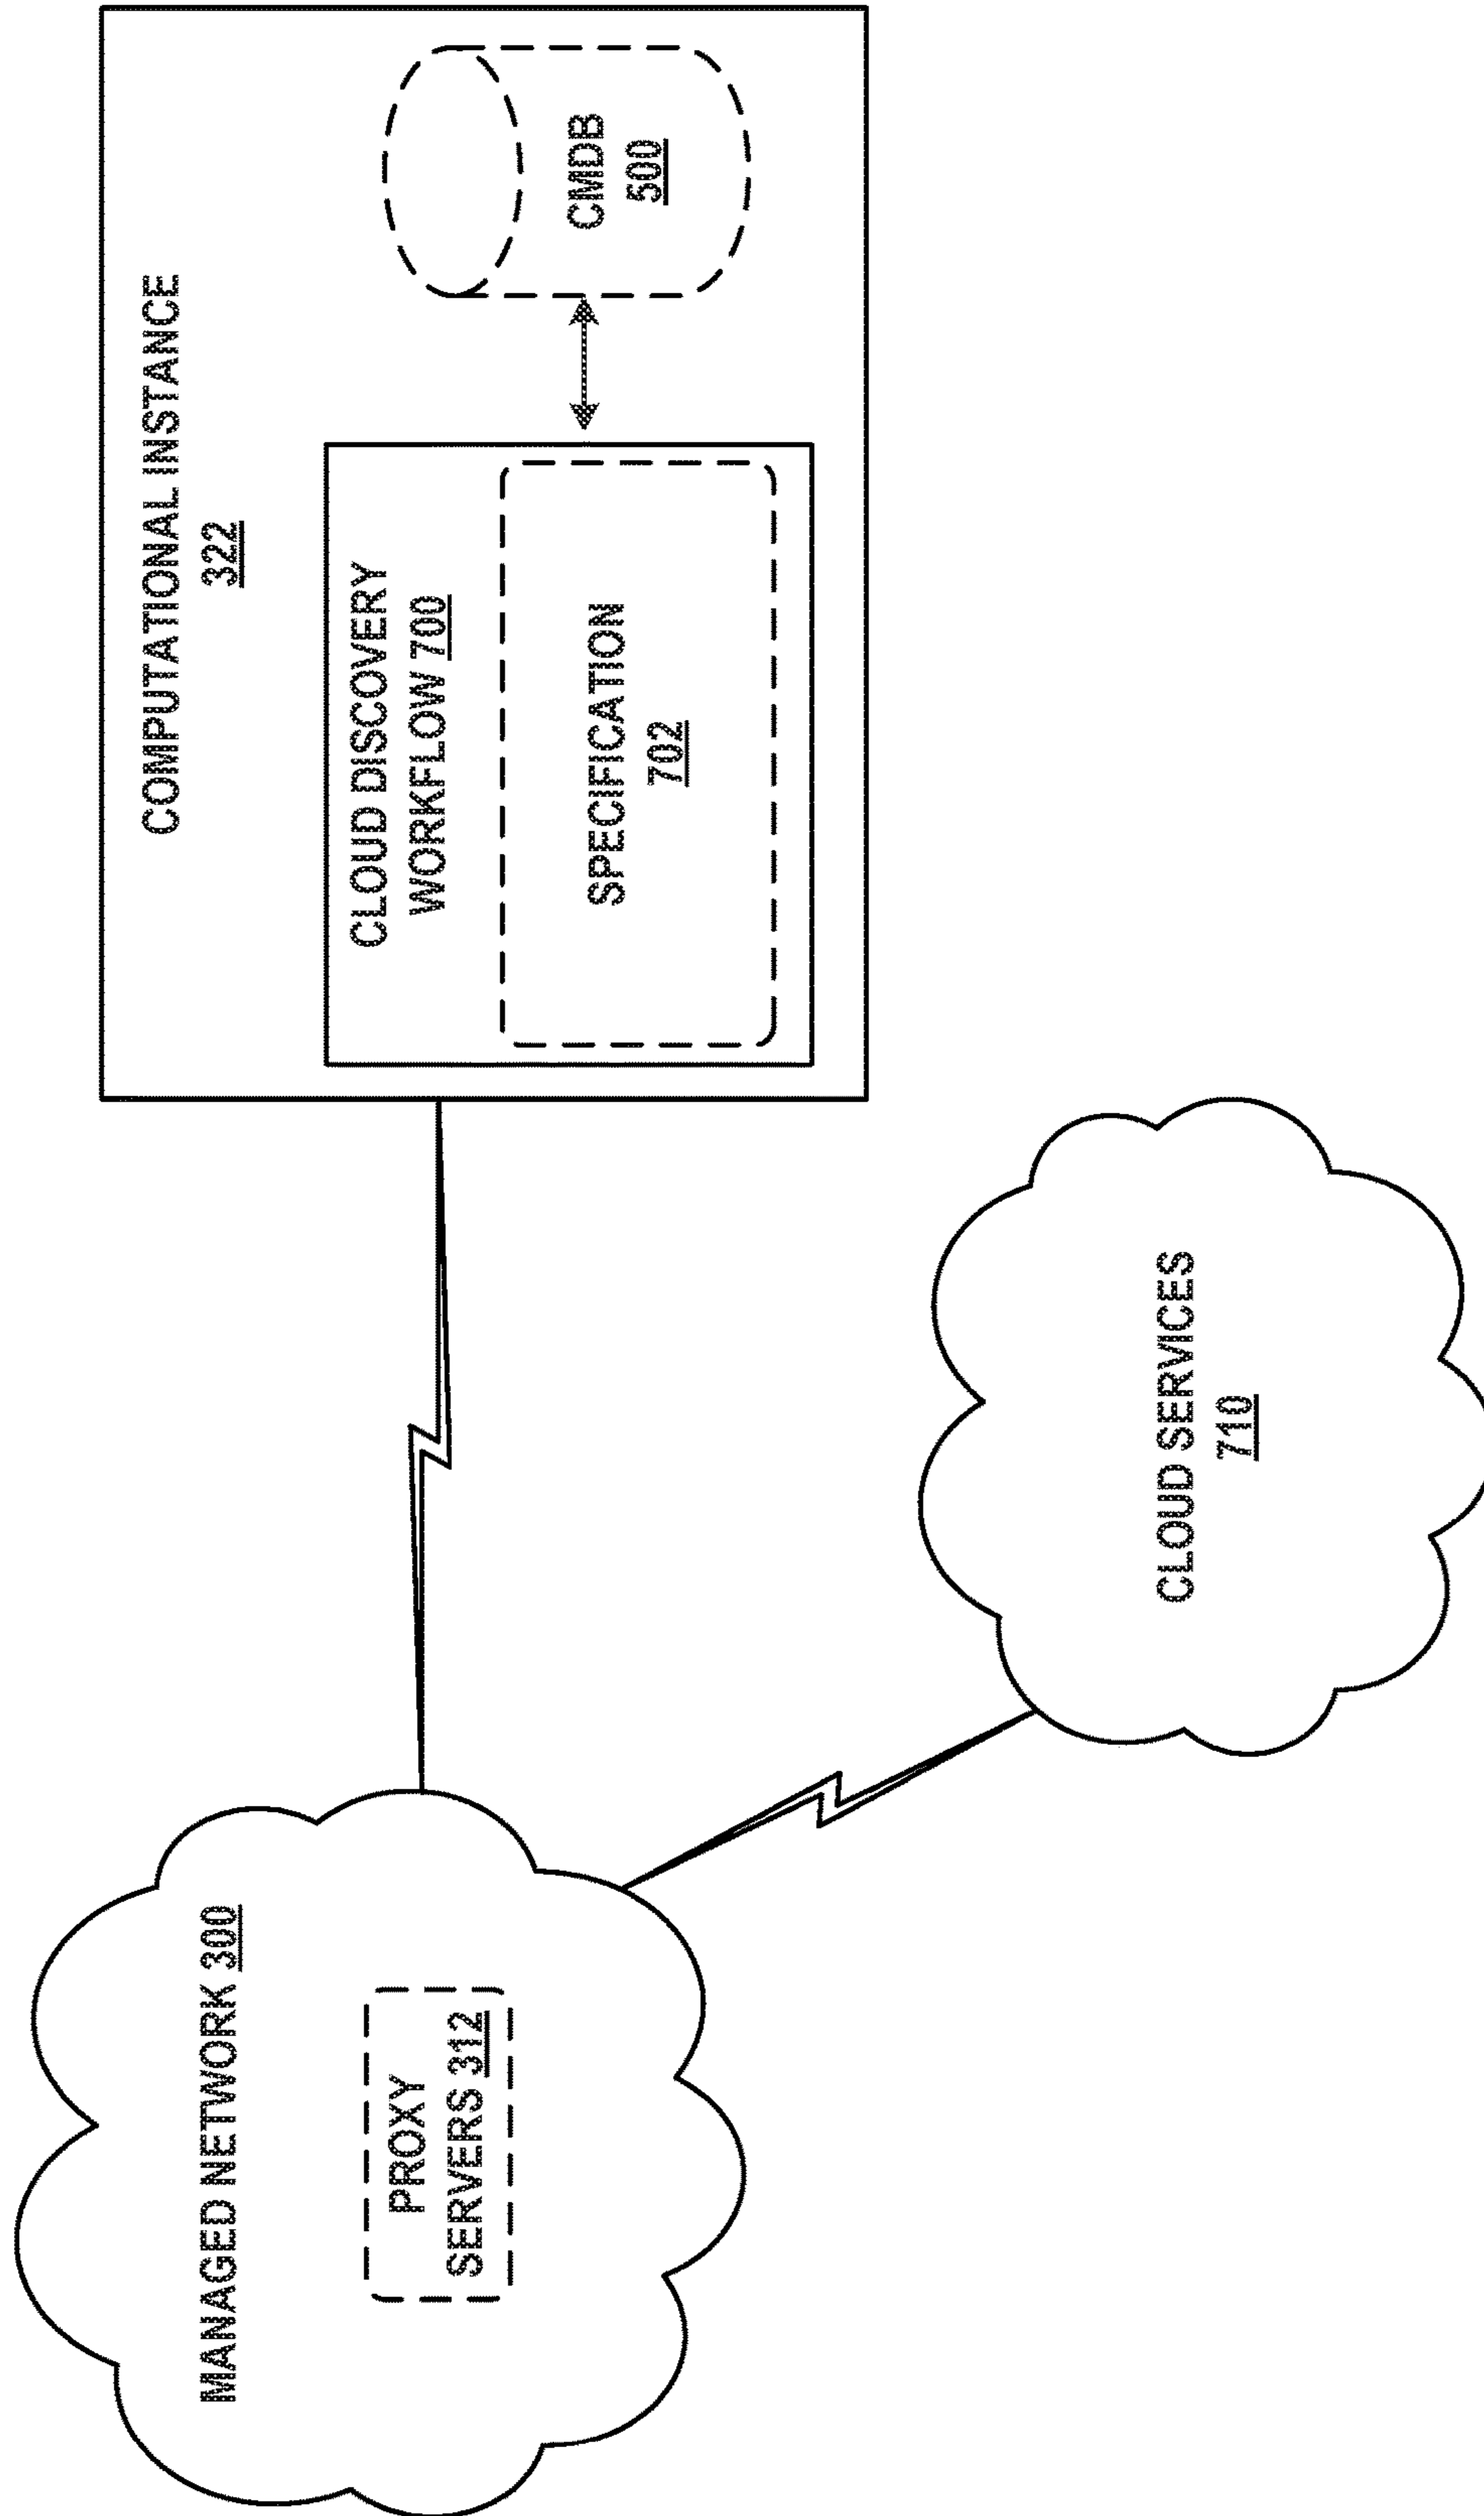 MANAGED NETWORK 300
PROXY
SERVERS 312
COMPUTATIONAL INSTANCE
322
CLOUD DISCOVERY
WORKFLOW 700
SPECIFICATION
702
CMDB
500
CLOUD SERVICES
710